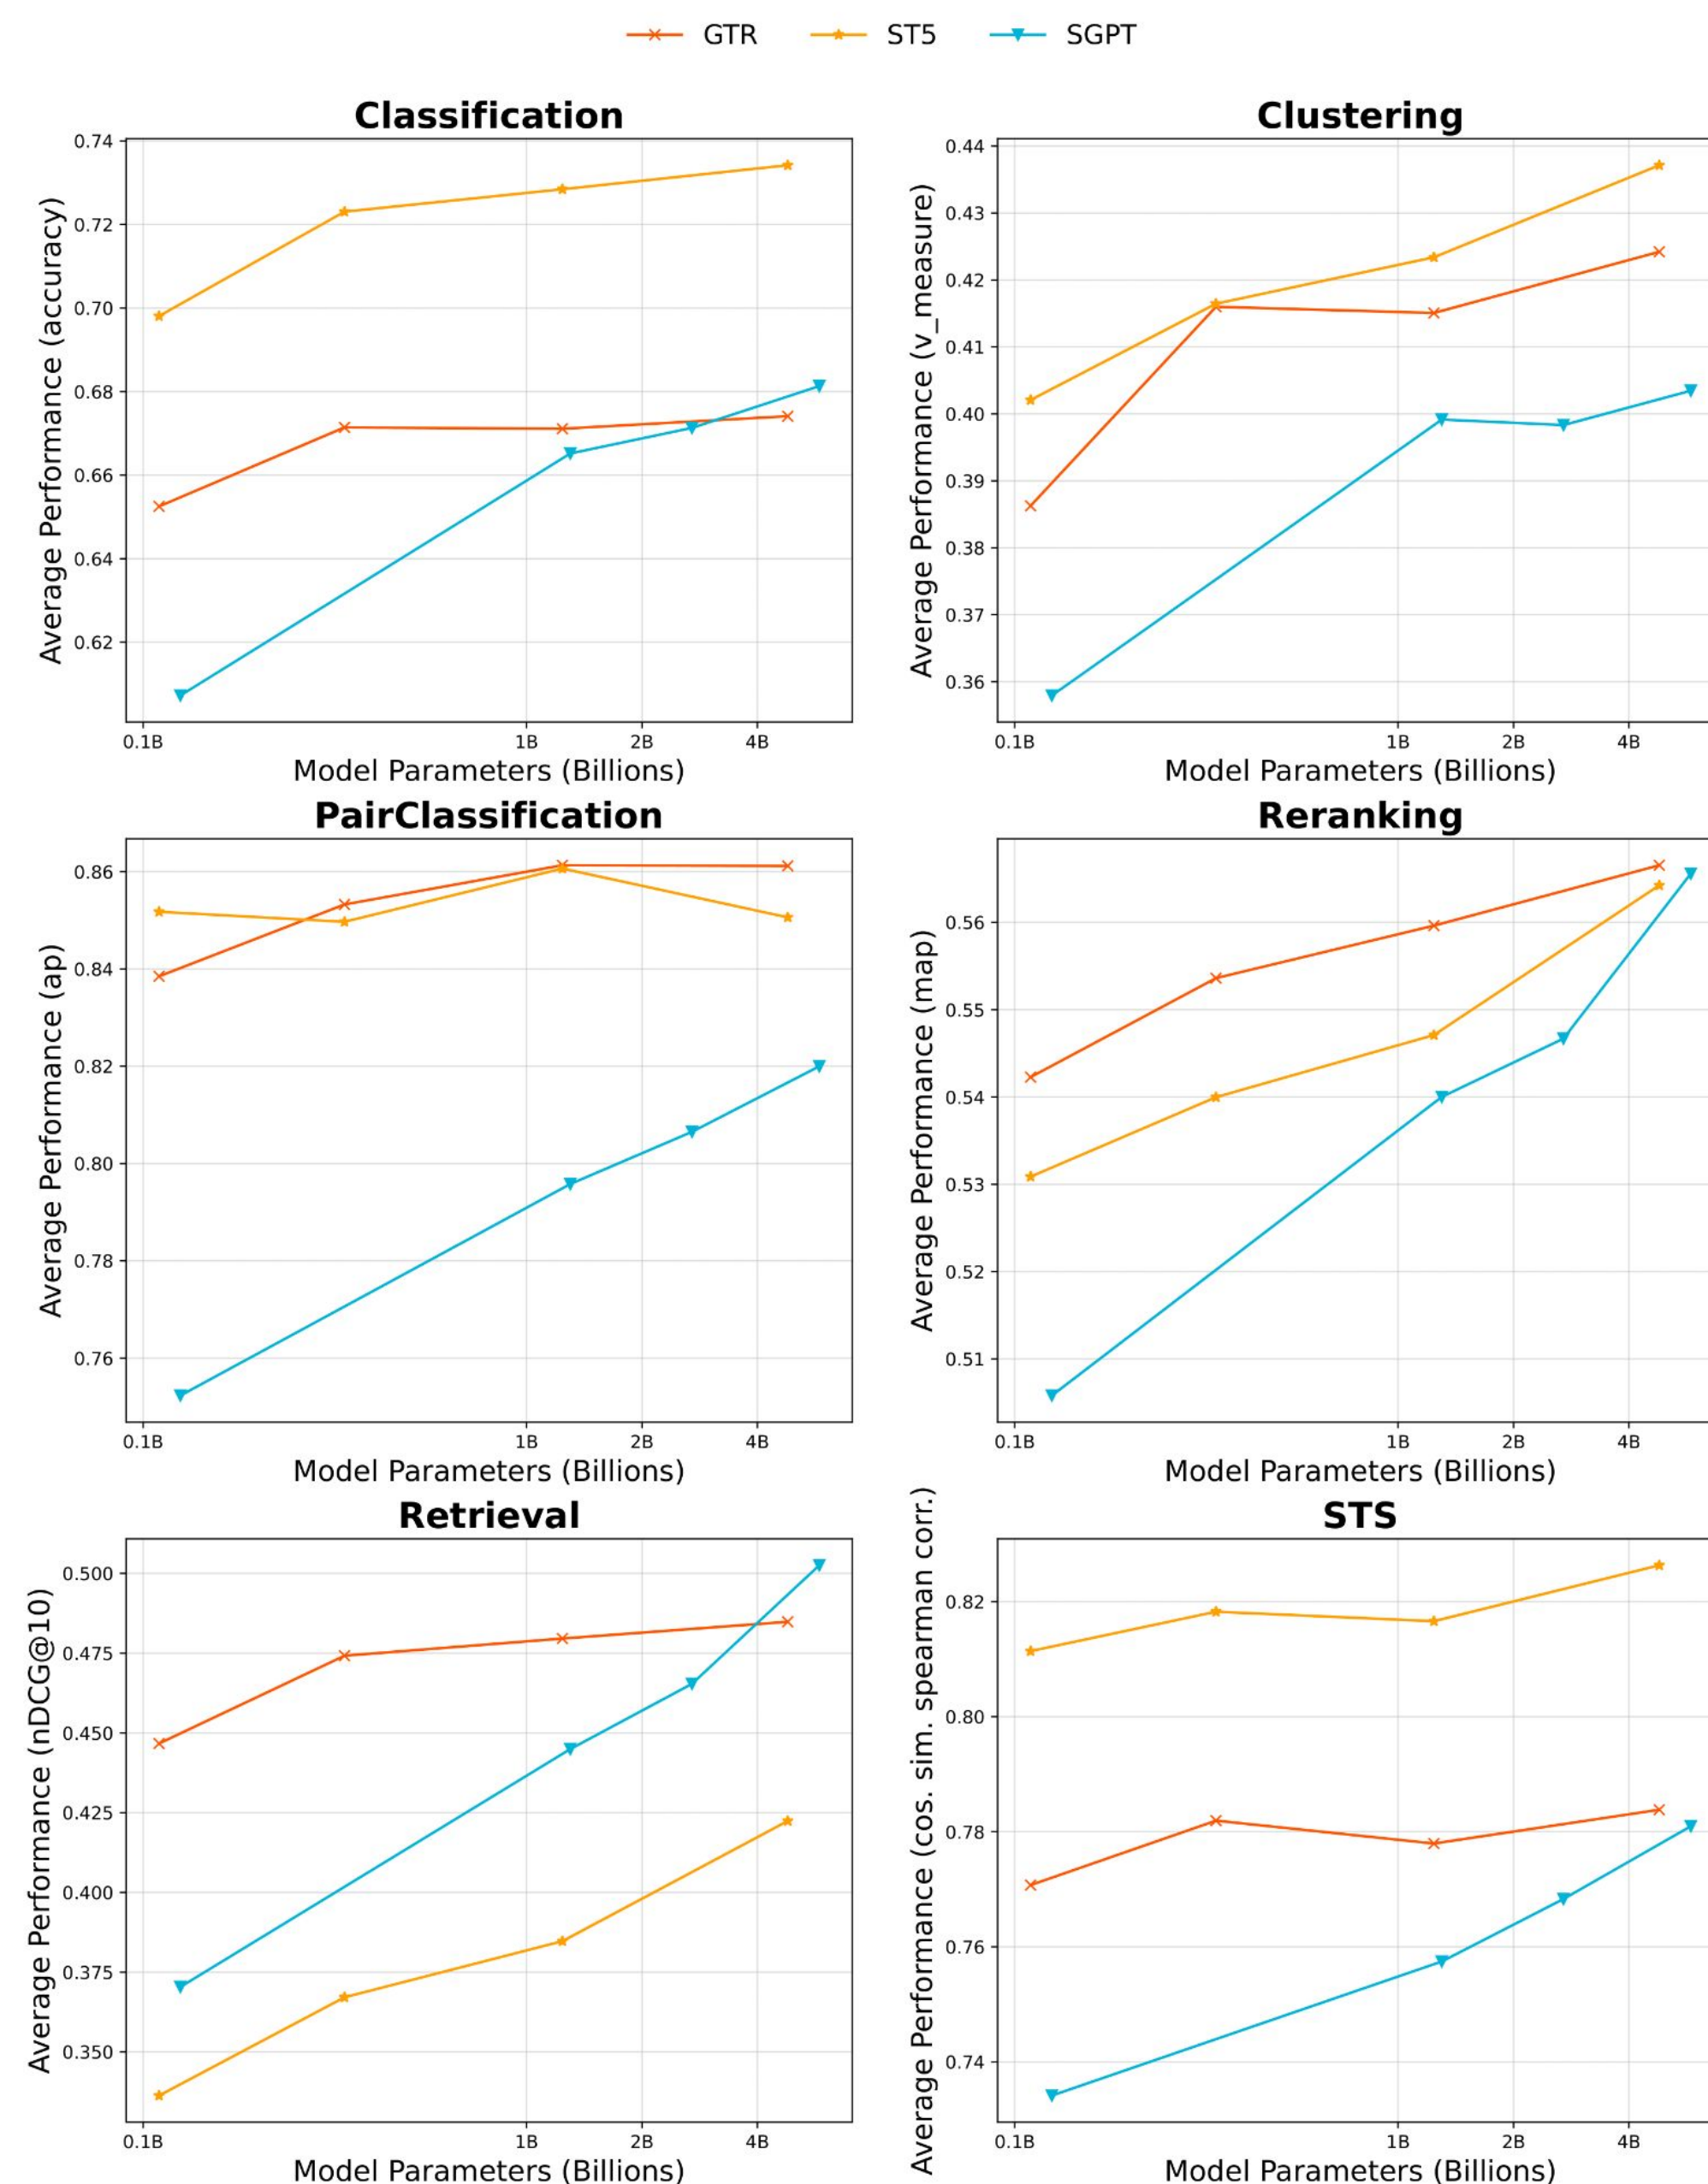 GTR ST5 SGPT
Classification
Average Performance (accuracy)
0.74
0.72
0.70
0.68
0.66
0.64
0.62
0.1B 1B 2B 4B
Model Parameters (Billions)
Clustering
Average Performance (v_measure)
0.44
0.43
0.42
0.41
0.40
0.39
0.38
0.37
0.36
0.1B 1B 2B 4B
Model Parameters (Billions)
PairClassification
Average Performance (ap)
0.86
0.84
0.82
0.80
0.78
0.76
0.1B 1B 2B 4B
Model Parameters (Billions)
Reranking
Average Performance (map)
0.56
0.55
0.54
0.53
0.52
0.51
0.1B 1B 2B 4B
Model Parameters (Billions)
Retrieval
Average Performance (nDCG@10)
0.500
0.475
0.450
0.425
0.400
0.375
0.350
0.1B 1B 2B 4B
Model Parameters (Billions)
STS
Average Performance (cos. sim. spearman corr.)
0.82
0.80
0.78
0.76
0.74
0.1B 1B 2B 4B
Model Parameters (Billions)